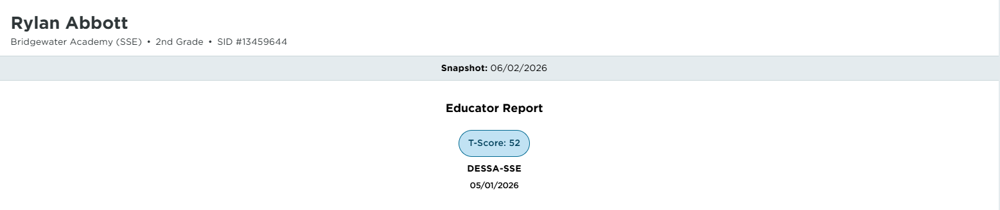 Rylan Abbott
Bridgewater Academy (SSE) • 2nd Grade • SID #13459644
Snapshot: 06/02/2026
Educator Report
T-Score: 52
DESSA-SSE
05/01/2026